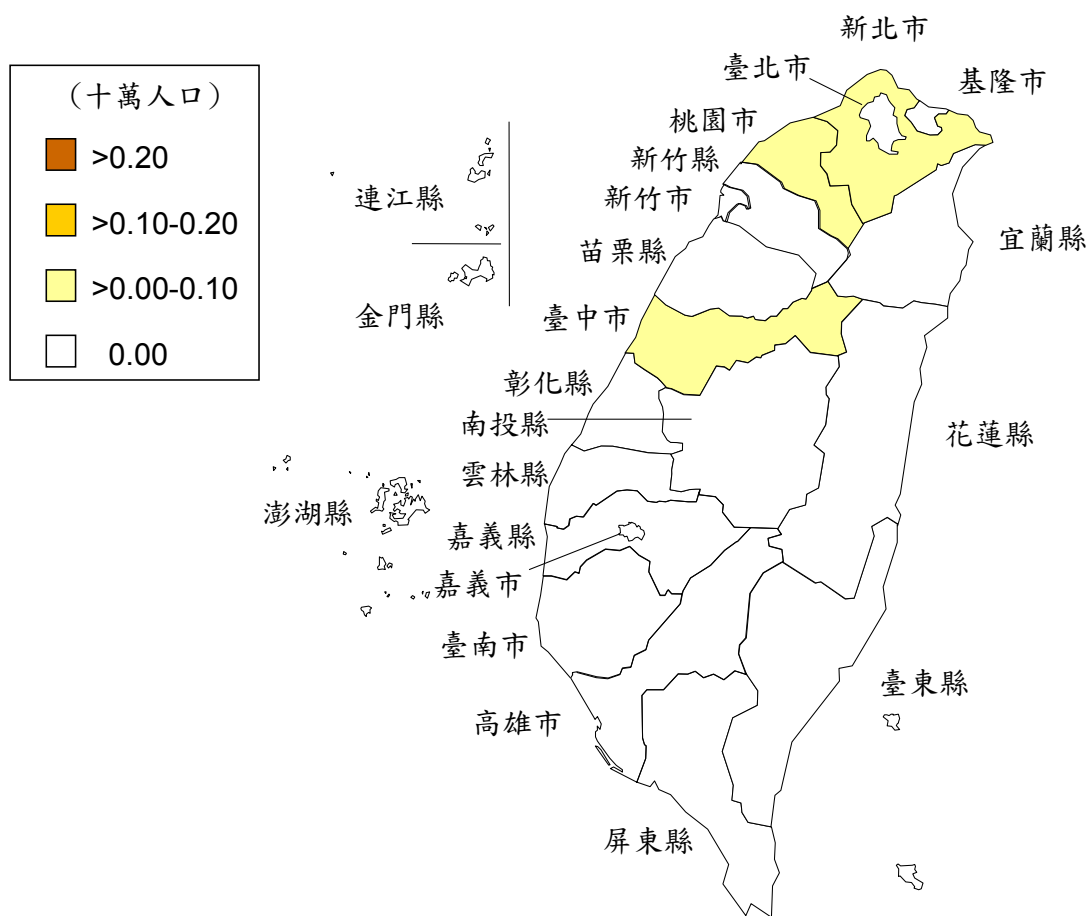 （十萬人口）
>0.20
>0.10-0.20
>0.00-0.10
0.00
新北市
臺北市
基隆市
桃園市
新竹縣
新竹市
連江縣
苗栗縣
宜蘭縣
金門縣
臺中市
彰化縣
南投縣
花蓮縣
雲林縣
澎湖縣
嘉義縣
嘉義市
臺南市
臺東縣
高雄市
屏東縣